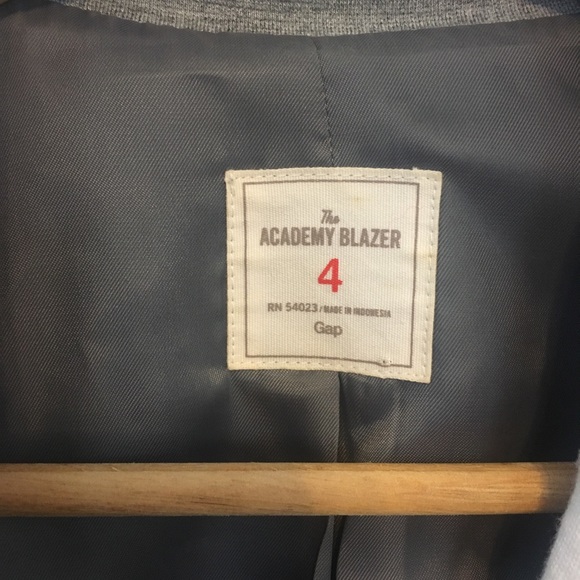 The
ACADEMY BLAZER
4
RN 54023 / MADE IN INDONESIA
Gap